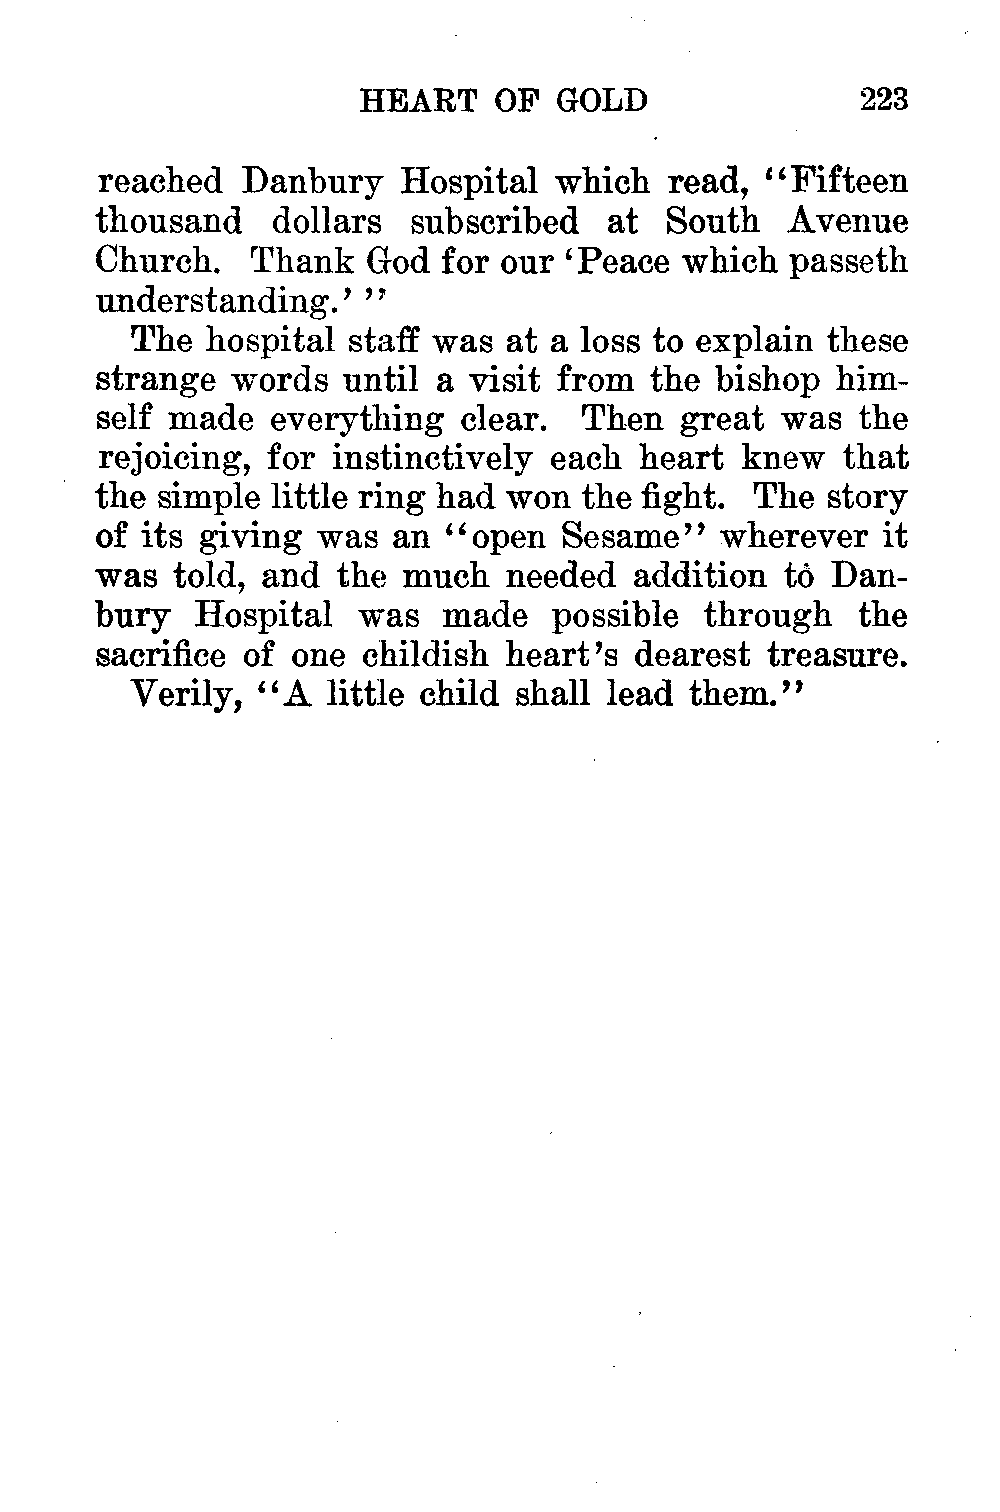 HEART OF GOLD 223
reached Danbury Hospital which read, "Fifteen
thousand dollars subscribed at South Avenue
Church. Thank God for our 'Peace which passeth
understanding.' "
The hospital staff was at a loss to explain these
strange words until a visit from the bishop him-
self made everything clear. Then great was the
rejoicing, for instinctively each heart knew that
the simple little ring had won the fight. The story
of its giving was an "open Sesame" wherever it
was told, and the much needed addition to Dan-
bury Hospital was made possible through the
sacrifice of one childish heart's dearest treasure.
Verily, "A little child shall lead them."